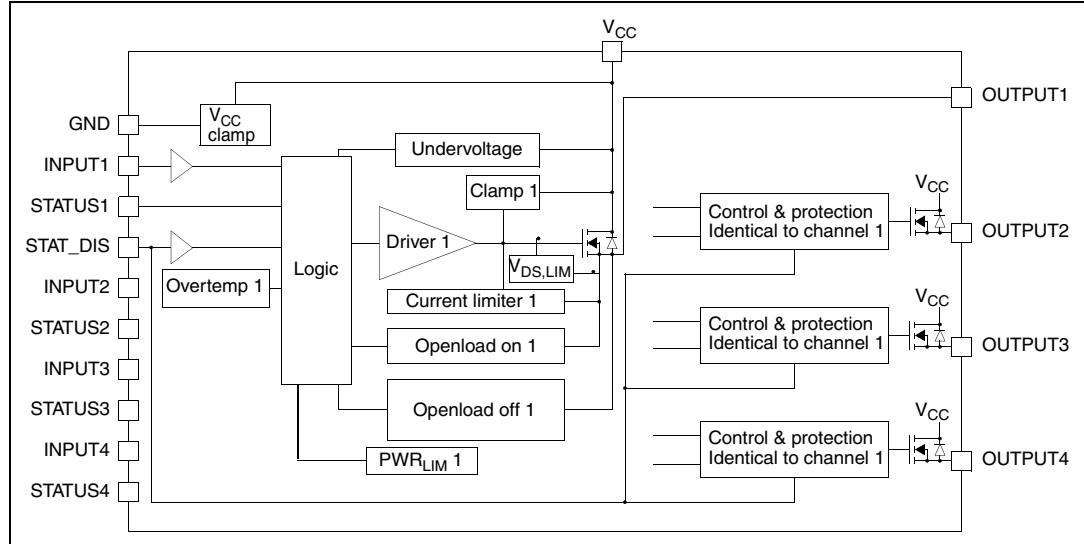 VCC
GND
INPUT1
STATUS1
STAT_DIS
INPUT2
STATUS2
INPUT3
STATUS3
INPUT4
STATUS4
VCC
clamp
Undervoltage
Clamp 1
Driver 1
Logic
VDS,LIM
Overtemp 1
Current limiter 1
Openload on 1
Openload off 1
PWRLIM 1
OUTPUT1
VCC
Control & protection
Identical to channel 1
OUTPUT2
VCC
Control & protection
Identical to channel 1
OUTPUT3
VCC
Control & protection
Identical to channel 1
OUTPUT4